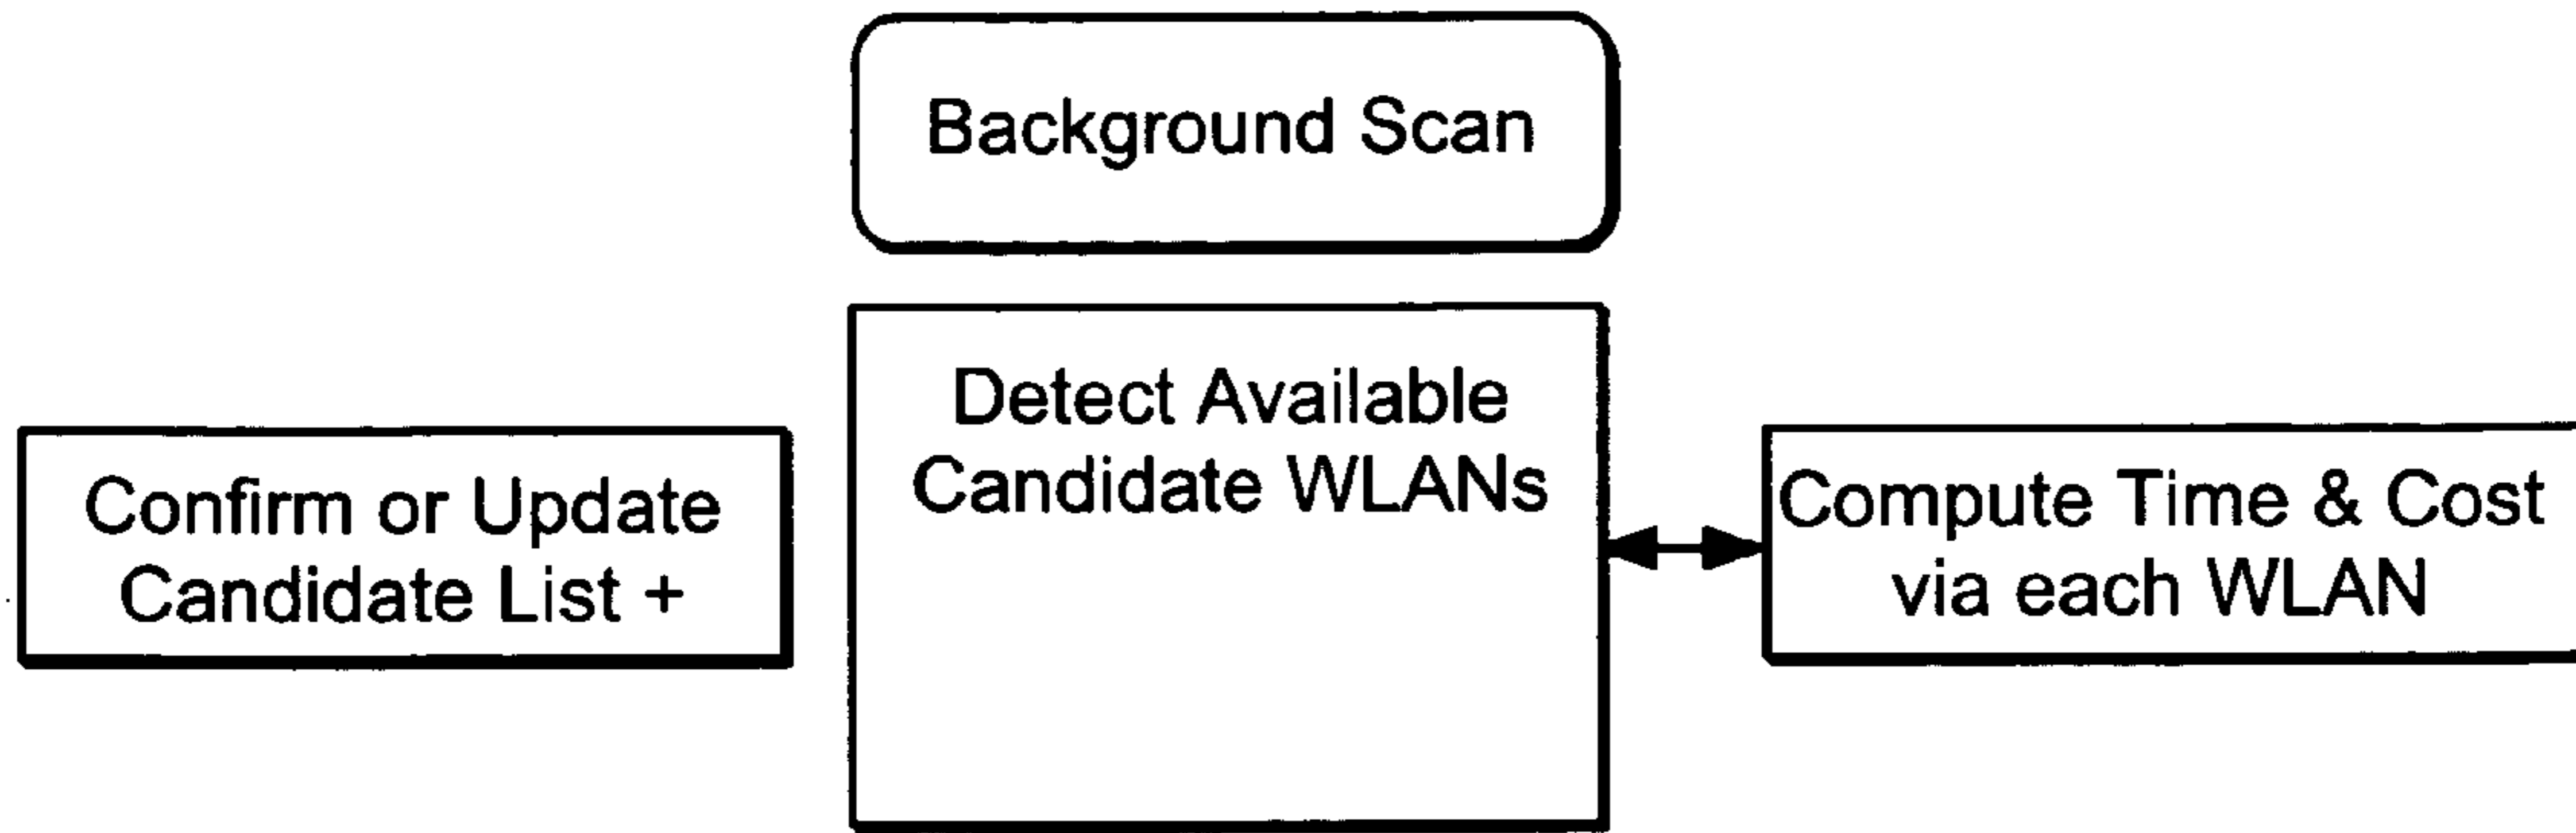 Background Scan
Detect Available
Candidate WLANs
Confirm or Update
Candidate List +
Compute Time & Cost
via each WLAN